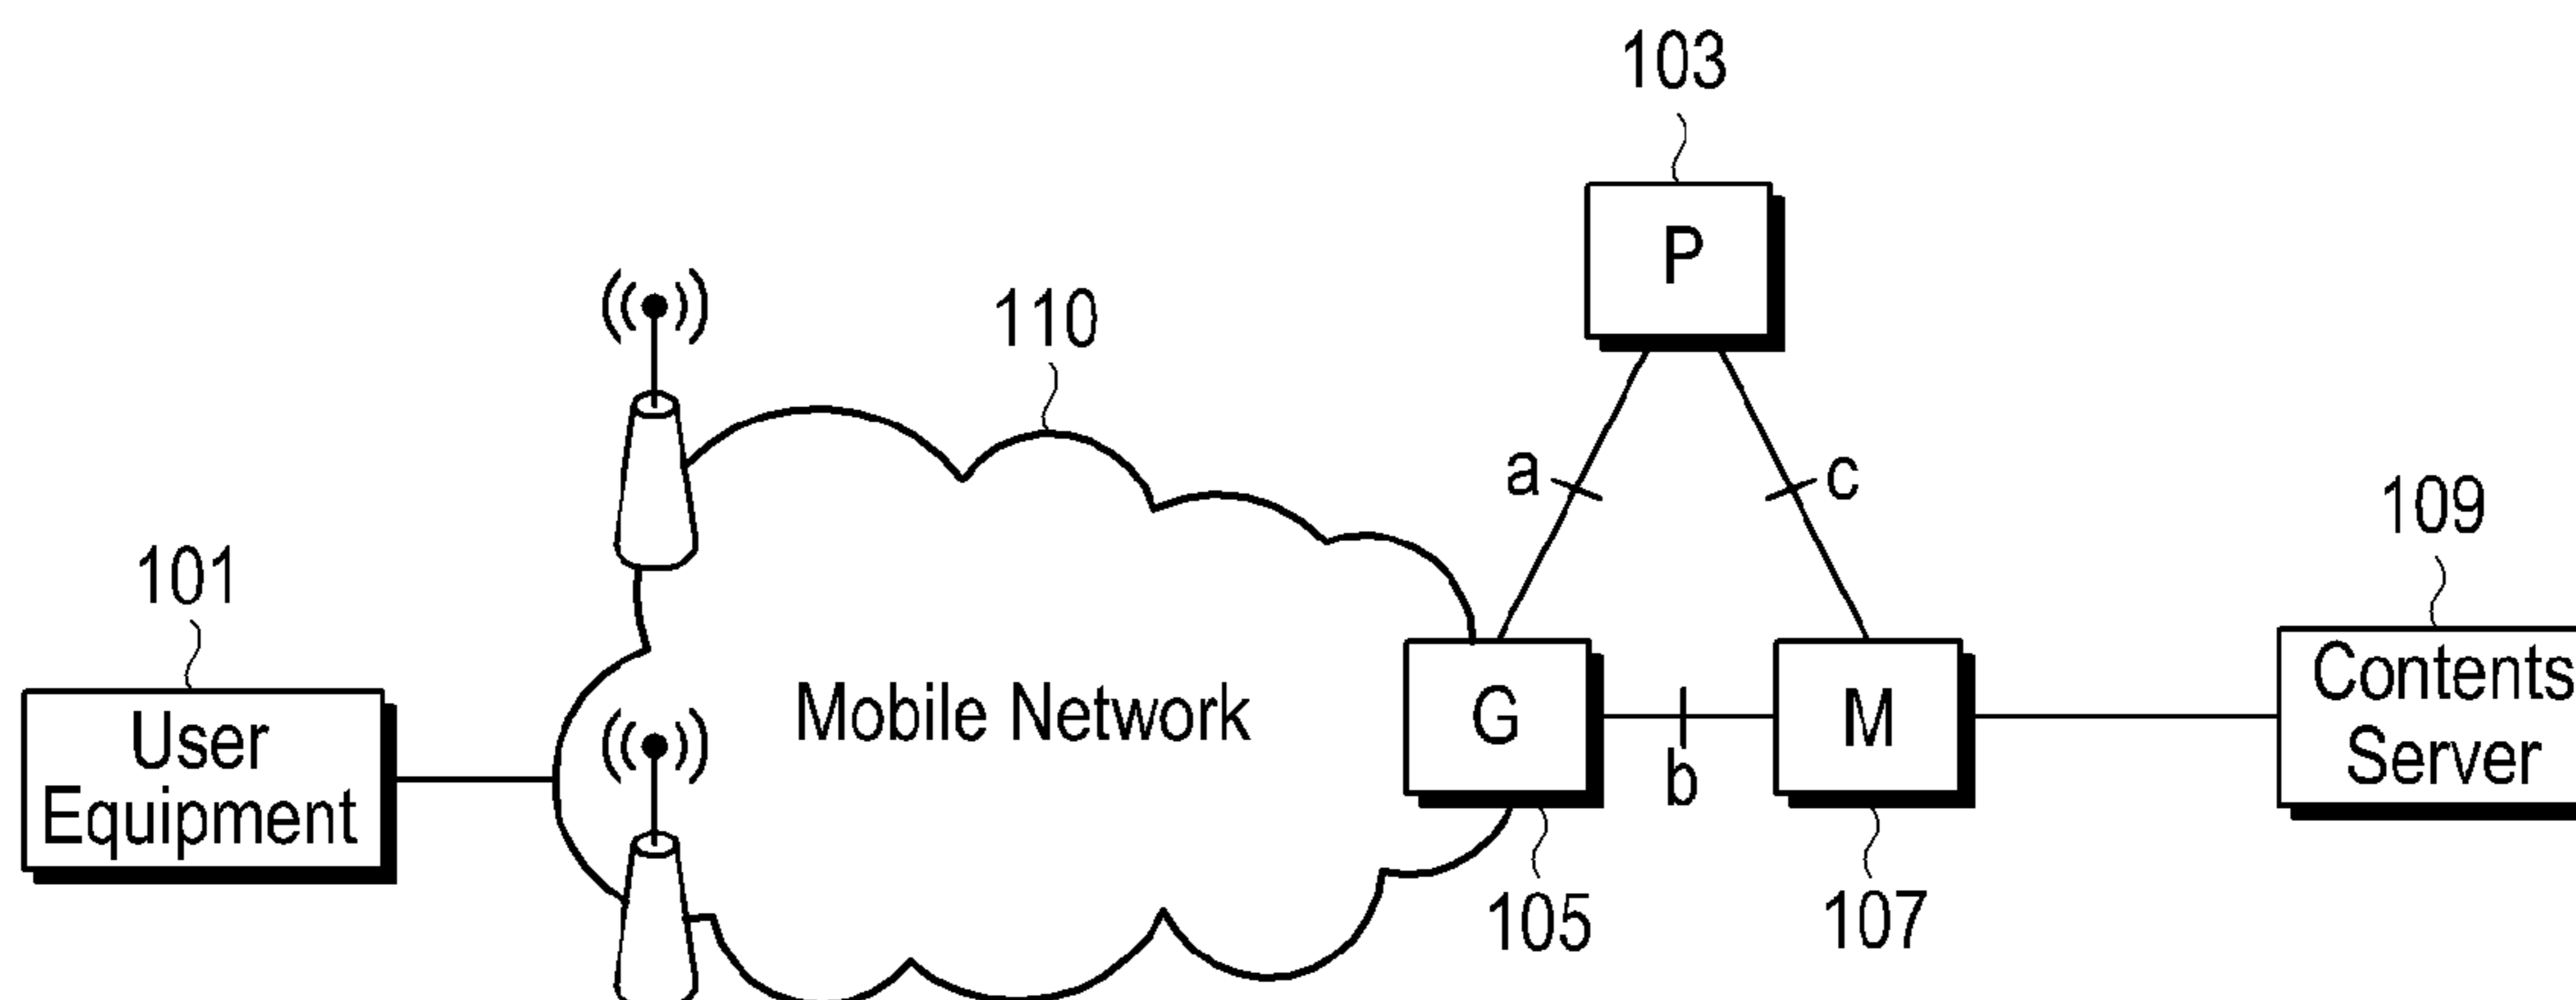 103
P
110
a
c
109
101
Contents
Server
User
Equipment
Mobile Network
G
M
b
105
107